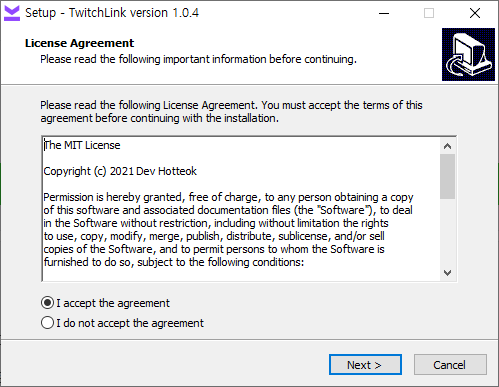 Setup - TwitchLink version 1.0.4
License Agreement
Please read the following important information before continuing.
Please read the following License Agreement. You must accept the terms of this
agreement before continuing with the installation.
The MIT License
Copyright (c) 2021 Dev Hotteok
Permission is hereby granted, free of charge, to any person obtaining a copy
of this software and associated documentation files (the "Software"), to deal
in the Software without restriction, including without limitation the rights
to use, copy, modify, merge, publish, distribute, sublicense, and/or sell
copies of the Software, and to permit persons to whom the Software is
furnished to do so, subject to the following conditions:
I accept the agreement
I do not accept the agreement
Next >
Cancel